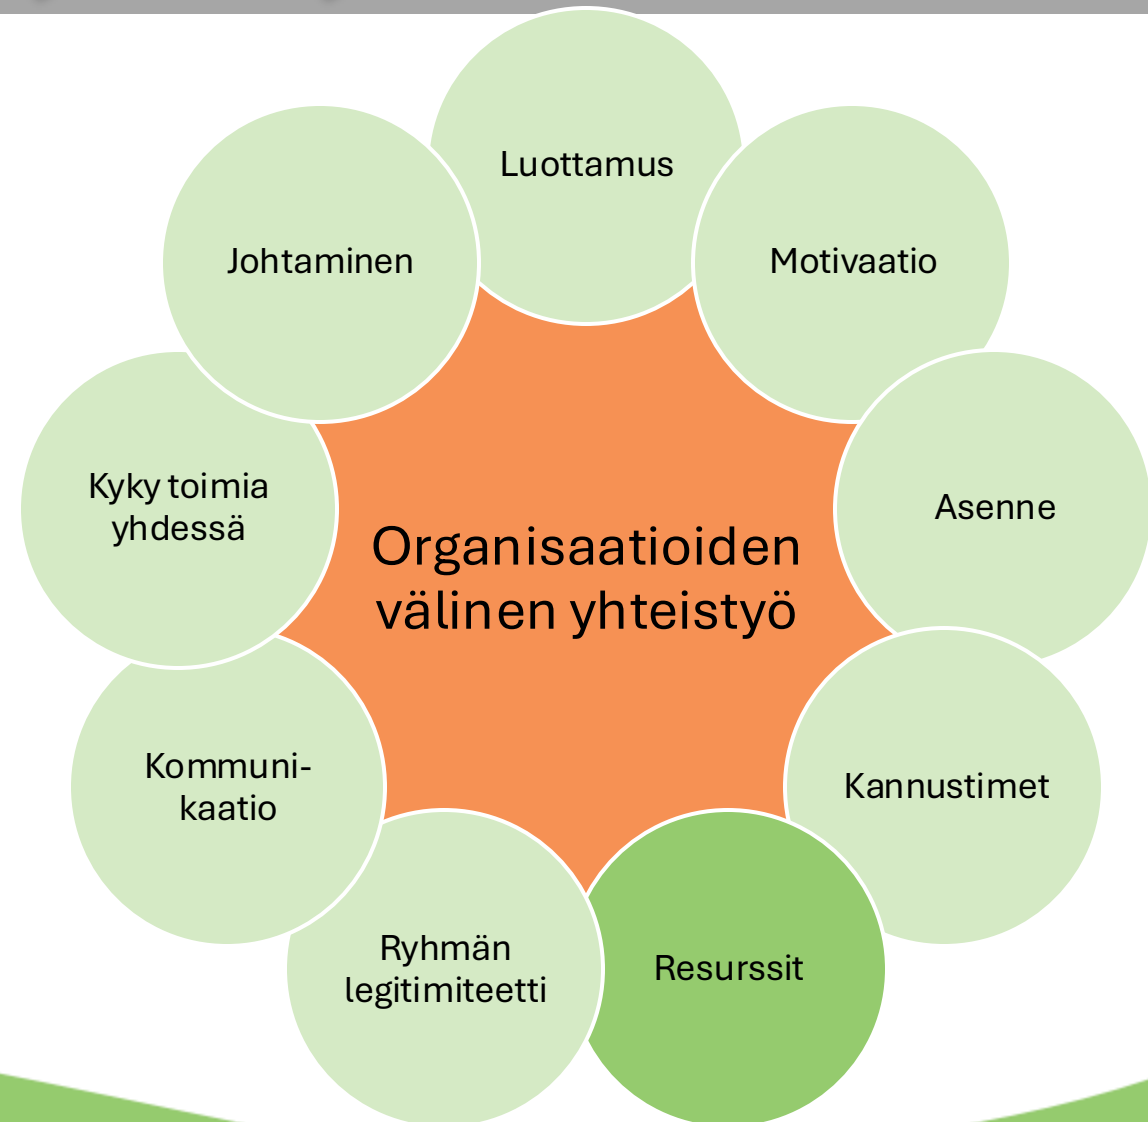 Luottamus
Johtaminen
Motivaatio
Kyky toimia
yhdessä
Asenne
Organisaatioiden
välinen yhteistyö
Kommuni-
kaatio
Kannustimet
Ryhmän
legitimiteetti
Resurssit